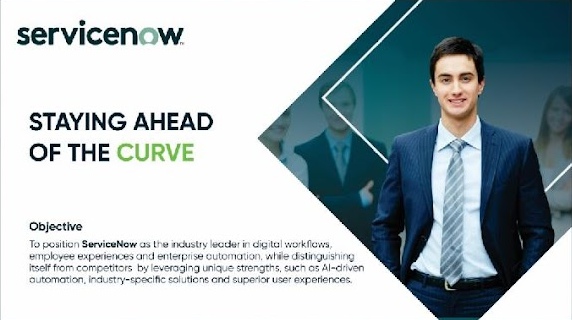 servicenow
STAYING AHEAD
OF THE CURVE
Objective
To position ServiceNow as the industry leader in digital workflows,
employee experiences and enterprise automation, while distinguishing
itself from competitors by leveraging unique strengths, such as AI-driven
automation, industry-specific solutions and superior user experiences.